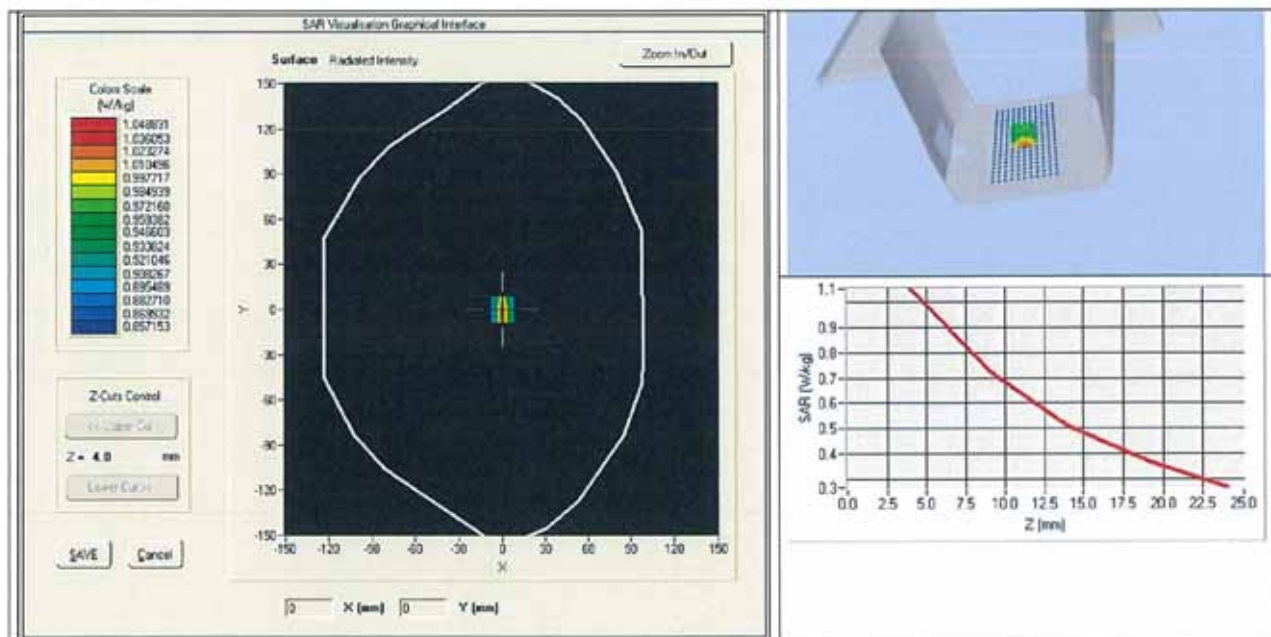 SAR Visualisation Graphical Interface
Surface Radiated Intensity
Zoom In/Out
Colors Scale
(W/kg)
1.048831
1.036053
1.023274
1.010496
0.997717
0.984939
0.972160
0.959382
0.946603
0.933824
0.921046
0.908267
0.895489
0.882710
0.869932
0.857153
Z-Cuts Control
Z = 4.0 mm
SAVE Cancel
150
120
90
60
30
0
-30
-60
-90
-120
-150
Y
-150 -120 -90 -60 -30 0 30 60 90 120 150
X
0 X (mm) 0 Y (mm)
1.1
0.9
0.8
0.7
0.6
0.5
0.4
0.3
SAR (W/kg)
0.0 2.5 5.0 7.5 10.0 12.5 15.0 17.5 20.0 22.5 25.0
Z (mm)